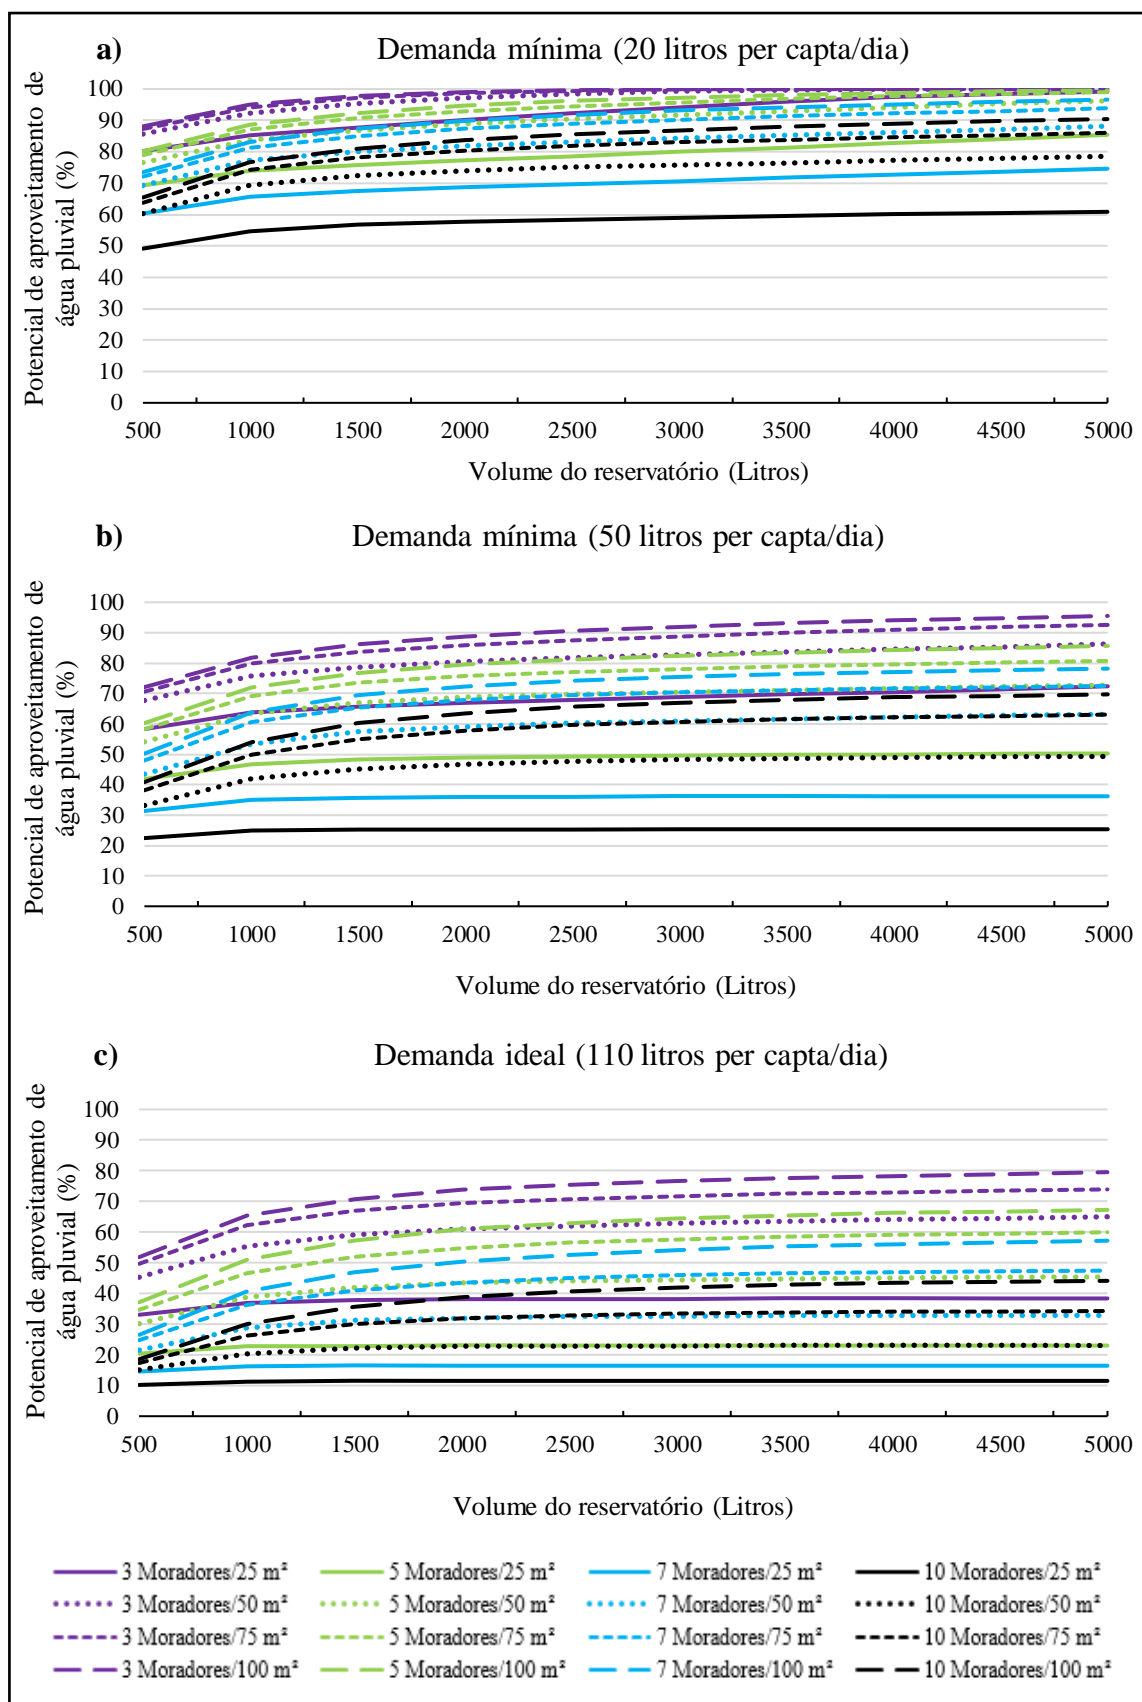 a) Demanda mínima (20 litros per capta/dia)
Potencial de aproveitamento de
água pluvial (%)
100
90
80
70
60
50
40
30
20
10
0
500 1000 1500 2000 2500 3000 3500 4000 4500 5000
Volume do reservatório (Litros)
b) Demanda mínima (50 litros per capta/dia)
Potencial de aproveitamento de
água pluvial (%)
100
90
80
70
60
50
40
30
20
10
0
500 1000 1500 2000 2500 3000 3500 4000 4500 5000
Volume do reservatório (Litros)
c) Demanda ideal (110 litros per capta/dia)
Potencial de aproveitamento de
água pluvial (%)
100
90
80
70
60
50
40
30
20
10
0
500 1000 1500 2000 2500 3000 3500 4000 4500 5000
Volume do reservatório (Litros)
3 Moradores/25 m² 5 Moradores/25 m² 7 Moradores/25 m² 10 Moradores/25 m²
3 Moradores/50 m² 5 Moradores/50 m² 7 Moradores/50 m² 10 Moradores/50 m²
3 Moradores/75 m² 5 Moradores/75 m² 7 Moradores/75 m² 10 Moradores/75 m²
3 Moradores/100 m² 5 Moradores/100 m² 7 Moradores/100 m² 10 Moradores/100 m²